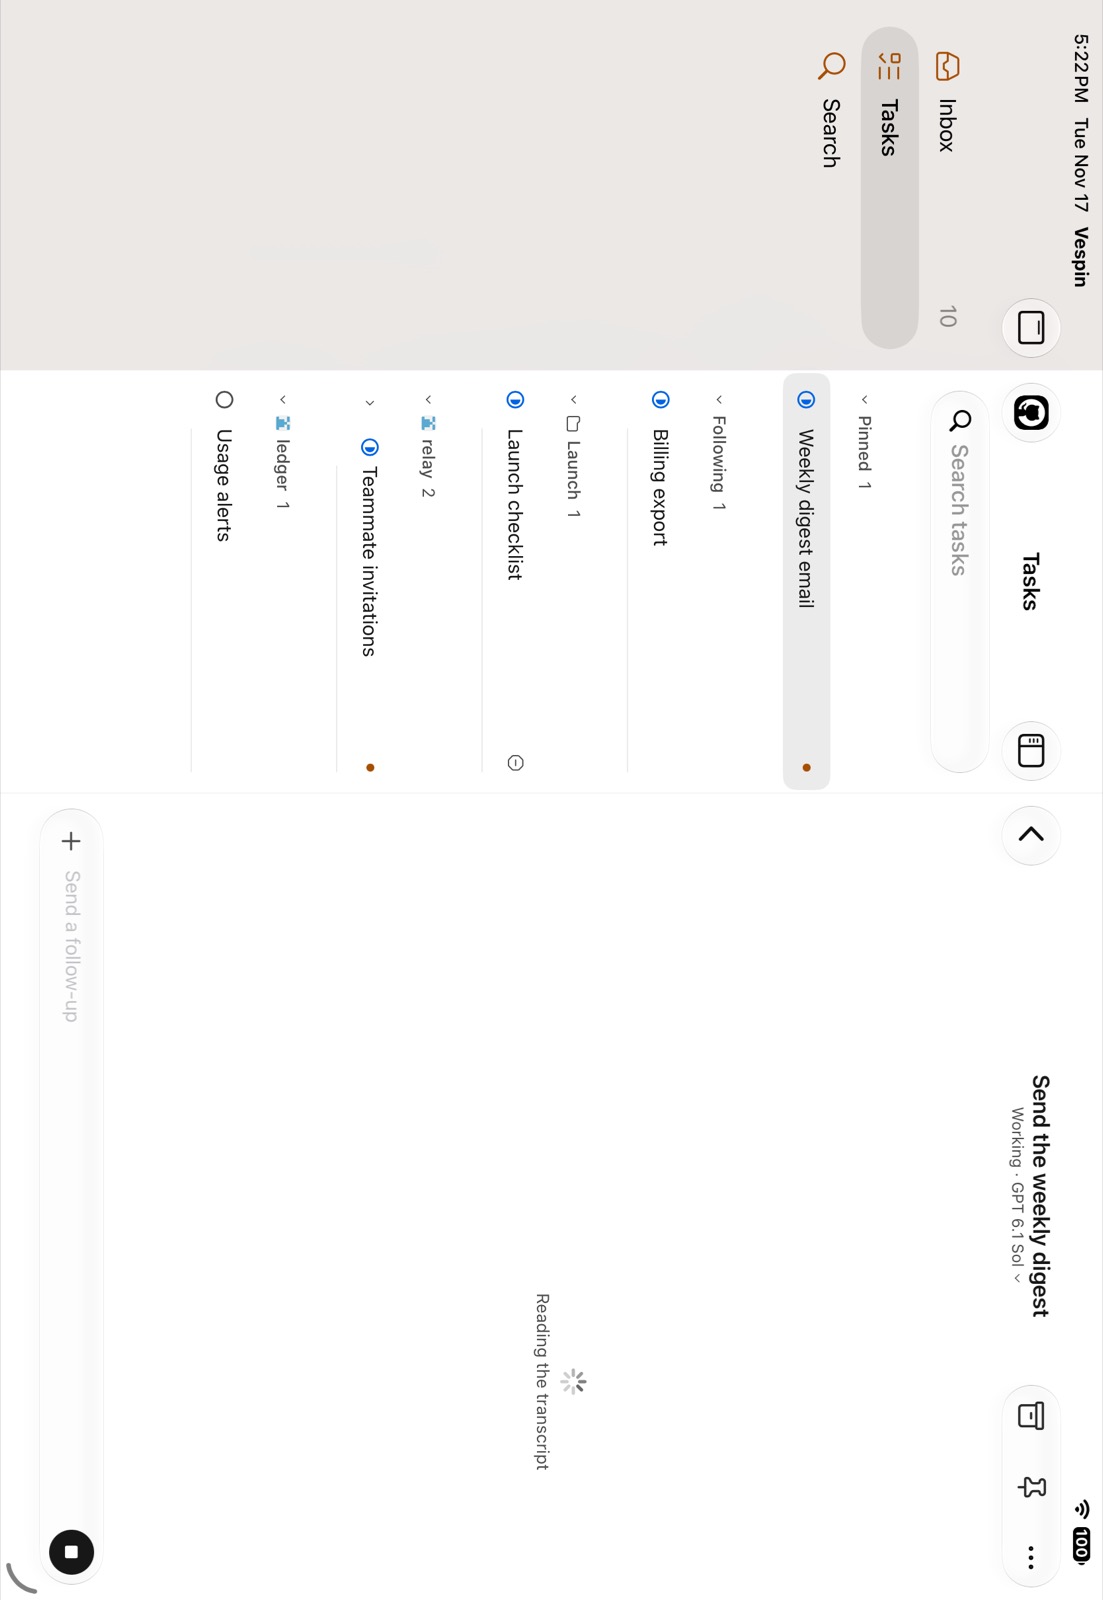 5:22 PM Tue Nov 17 Vespin
100
Inbox 10
Tasks
Search
Tasks
Search tasks
Pinned 1
Weekly digest email
Following 1
Billing export
Launch 1
Launch checklist
relay 2
Teammate invitations
ledger 1
Usage alerts
Send the weekly digest
Working · GPT 6.1 Sol
Reading the transcript
Send a follow-up